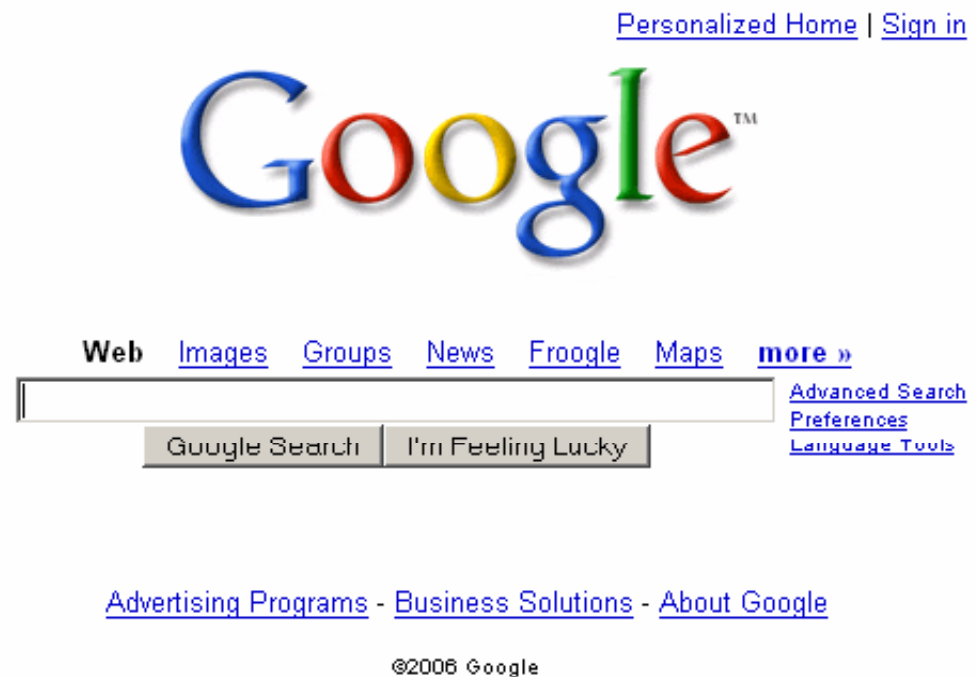 Personalized Home | Sign in
Google™
Web Images Groups News Froogle Maps more »
Advanced Search
Preferences
Language Tools
Google Search I'm Feeling Lucky
Advertising Programs - Business Solutions - About Google
©2006 Google